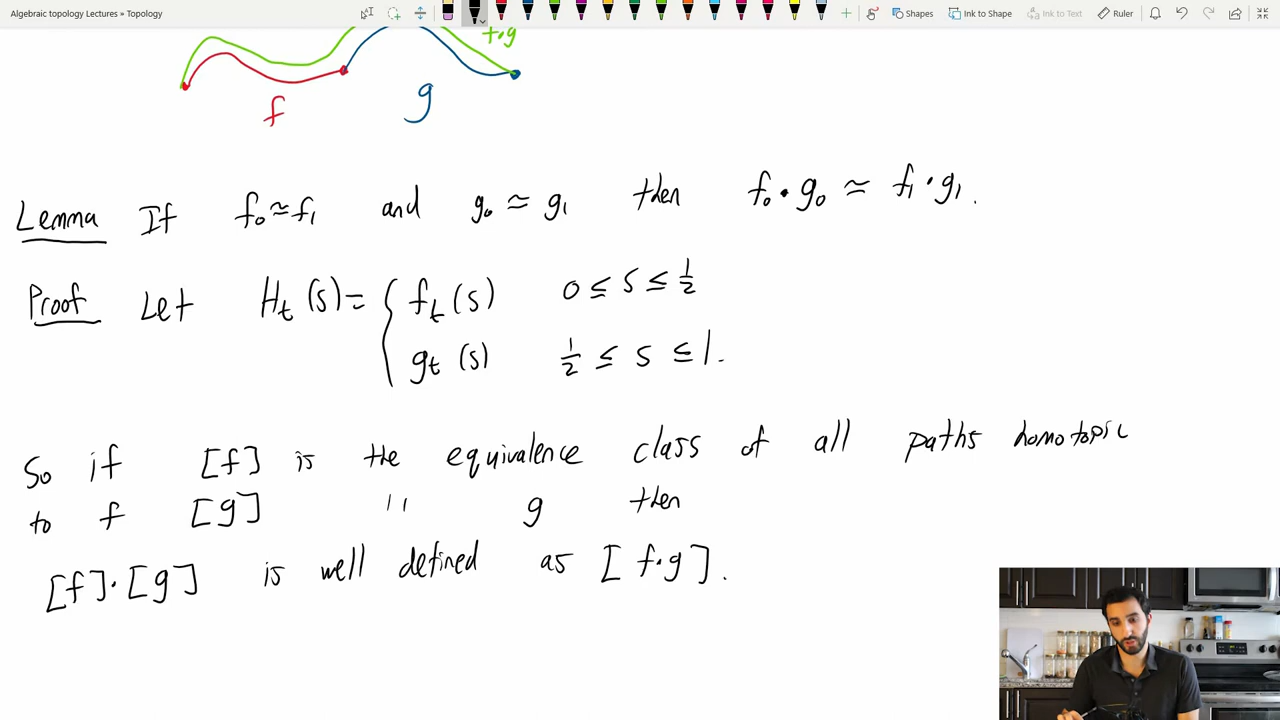 Algebraic topology Lectures » Topology
Shapes Ink to Shape Ink to Text Ruler
f·g
f g
Lemma If f₀ ≈ f₁ and g₀ ≈ g₁ then f₀ • g₀ ≈ f₁ • g₁.
Proof Let Hₜ(s) = { fₜ(s) 0 ≤ s ≤ 1/2
gₜ(s) 1/2 ≤ s ≤ 1.
So if [f] is the equivalence class of all paths homotopic
to f [g] '' g then
[f]·[g] is well defined as [f·g].